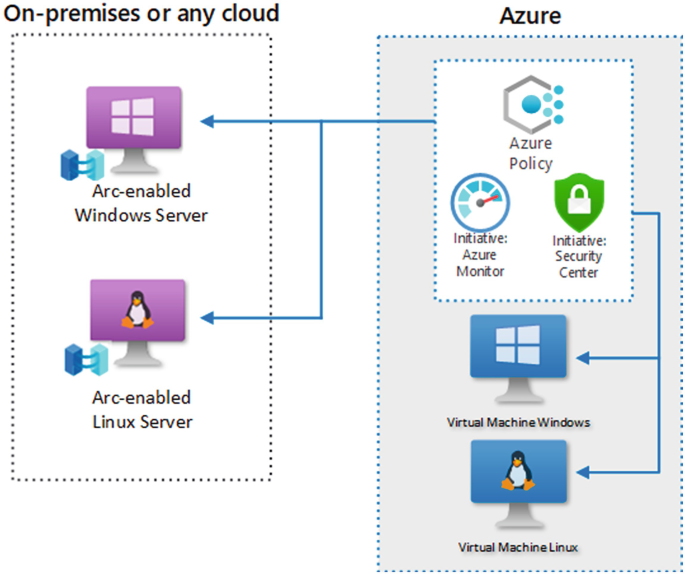 On-premises or any cloud
Azure
Arc-enabled
Windows Server
Arc-enabled
Linux Server
Azure
Policy
Initiative:
Azure
Monitor
Initiative:
Security
Center
Virtual Machine Windows
Virtual Machine Linux